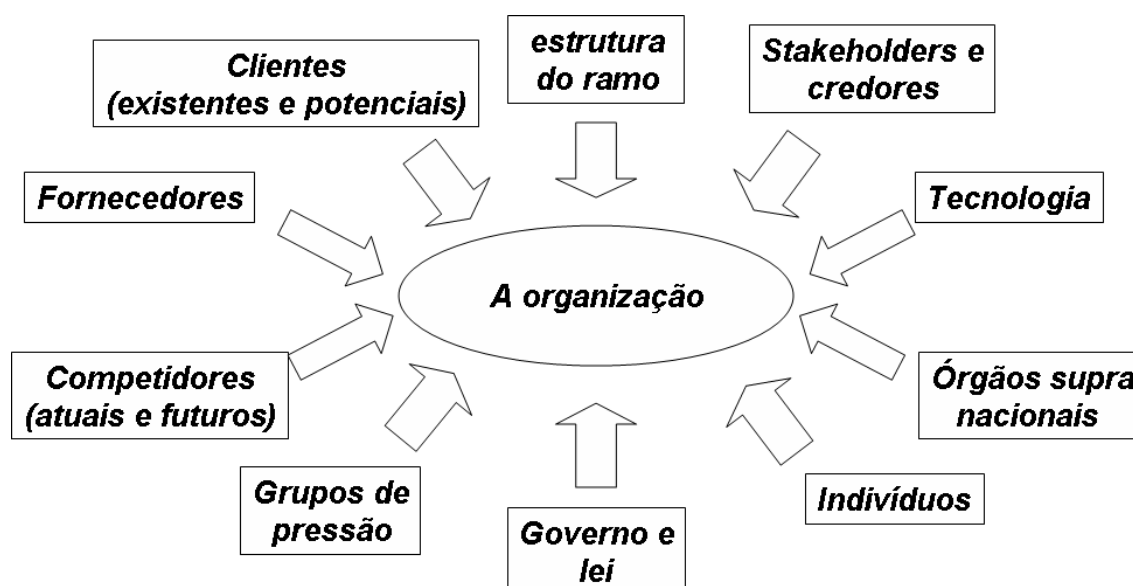 Clientes
(existentes e potenciais)
estrutura
do ramo
Stakeholders e
credores
Fornecedores
Tecnologia
A organização
Competidores
(atuais e futuros)
Órgãos supra
nacionais
Grupos de
pressão
Governo e
lei
Indivíduos